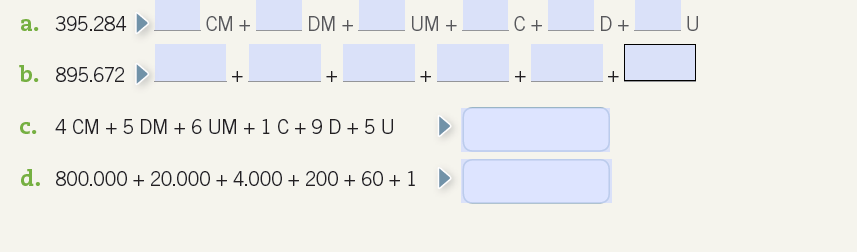 a. 395.284 CM + DM + UM + C + D + U
b. 895.672 + + + + +
c. 4 CM + 5 DM + 6 UM + 1 C + 9 D + 5 U
d. 800.000 + 20.000 + 4.000 + 200 + 60 + 1